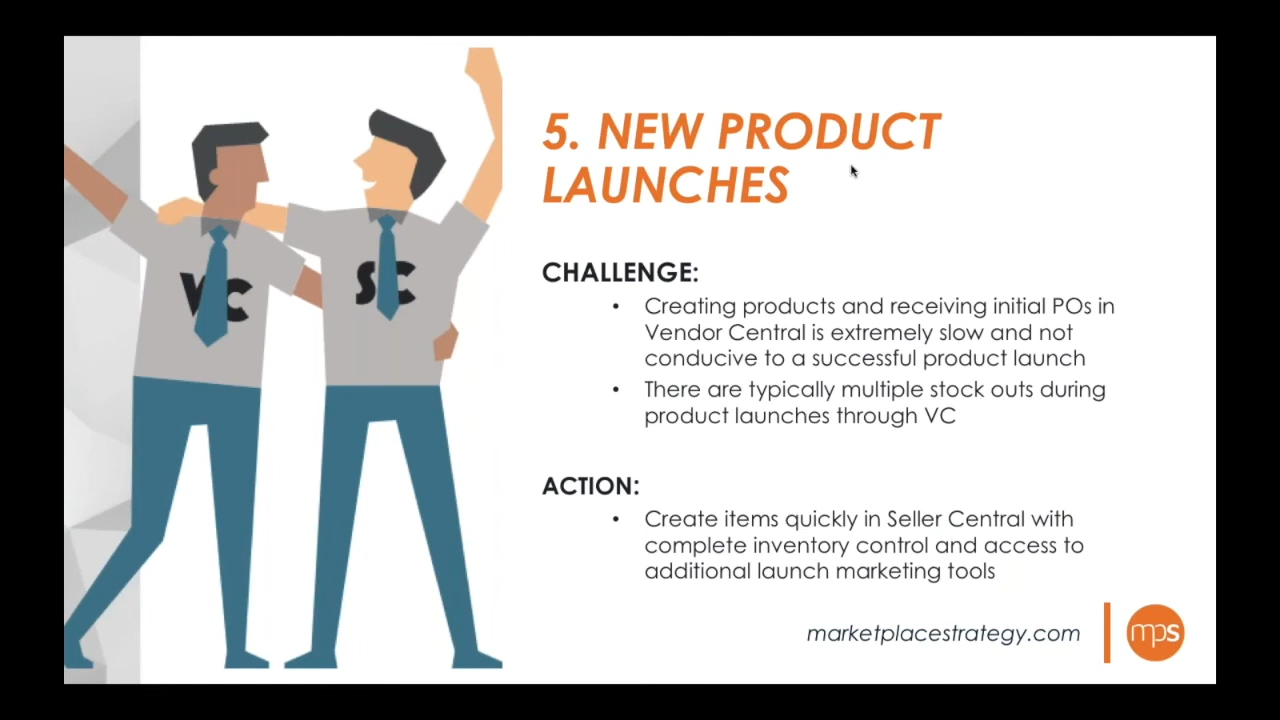 5. NEW PRODUCT
LAUNCHES
VC
SC
CHALLENGE:
• Creating products and receiving initial POs in
Vendor Central is extremely slow and not
conducive to a successful product launch
• There are typically multiple stock outs during
product launches through VC
ACTION:
• Create items quickly in Seller Central with
complete inventory control and access to
additional launch marketing tools
marketplacestrategy.com
mps